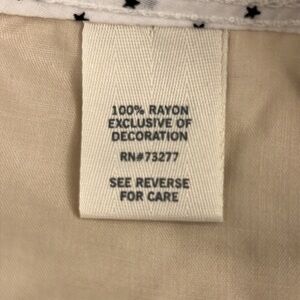 100% RAYON
EXCLUSIVE OF
DECORATION
RN#73277
SEE REVERSE
FOR CARE